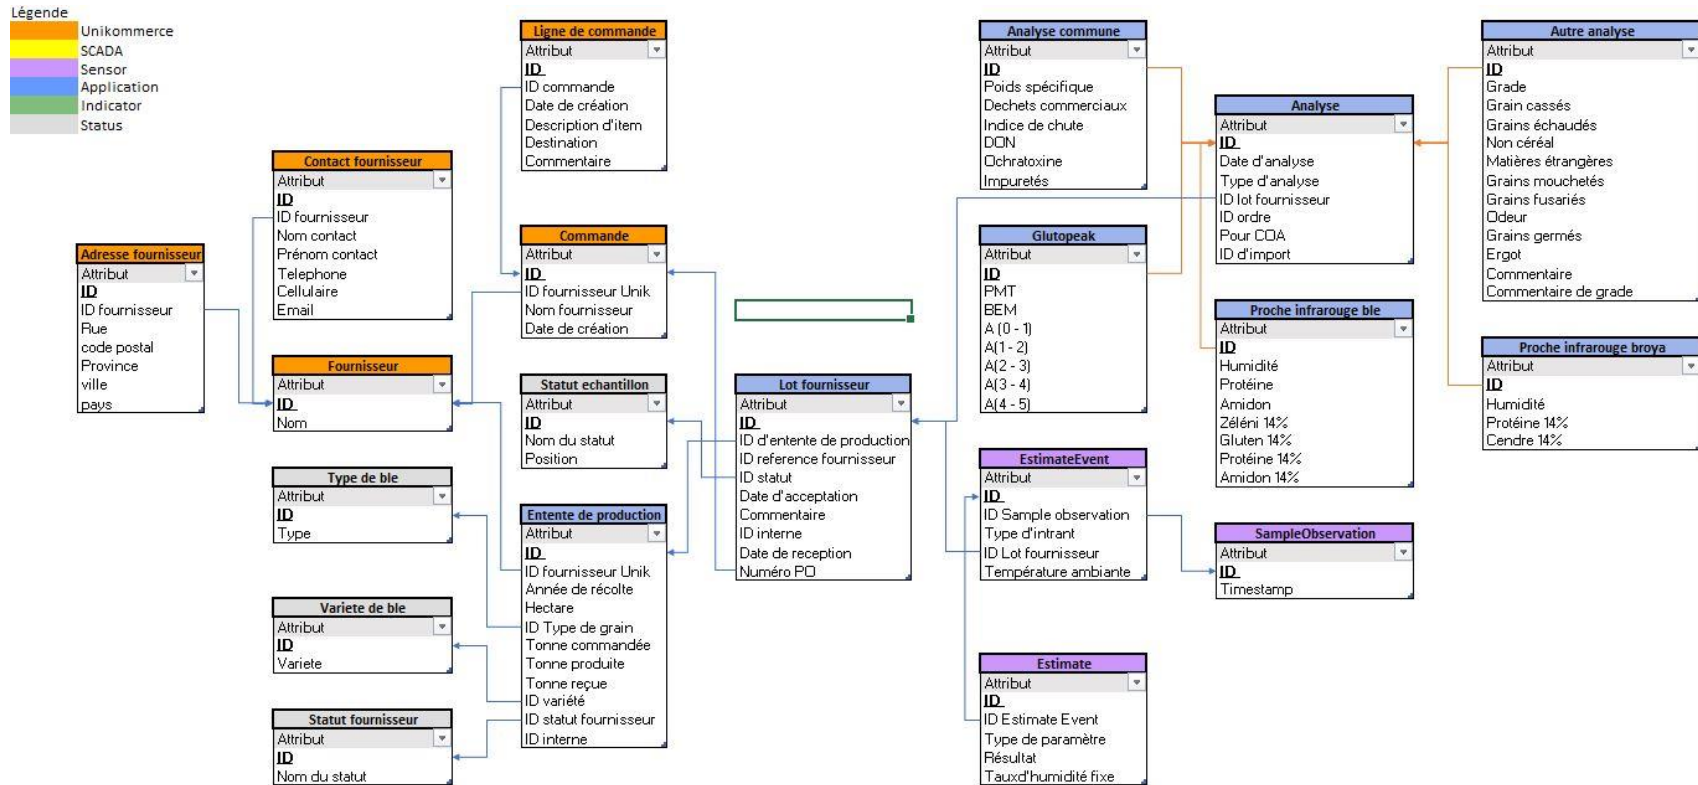 Légende
Unikommerce
SCADA
Sensor
Application
Indicator
Status
Adresse fournisseur
Attribut
ID
ID fournisseur
Rue
code postal
Province
ville
pays
Contact fournisseur
Attribut
ID
ID fournisseur
Nom contact
Prénom contact
Telephone
Cellulaire
Email
Fournisseur
Attribut
ID
Nom
Type de ble
Attribut
ID
Type
Variete de ble
Attribut
ID
Variete
Statut fournisseur
Attribut
ID
Nom du statut
Ligne de commande
Attribut
ID
ID commande
Date de création
Description d'item
Destination
Commentaire
Commande
Attribut
ID
ID fournisseur Unik
Nom fournisseur
Date de création
Statut echantillon
Attribut
ID
Nom du statut
Position
Entente de production
Attribut
ID
ID fournisseur Unik
Année de récolte
Hectare
ID Type de grain
Tonne commandée
Tonne produite
Tonne reçue
ID variété
ID statut fournisseur
ID interne
Lot fournisseur
Attribut
ID
ID d'entente de production
ID reference fournisseur
ID statut
Date d'acceptation
Commentaire
ID interne
Date de reception
Numéro PO
Analyse commune
Attribut
ID
Poids spécifique
Dechets commerciaux
Indice de chute
DON
Ochratoxine
Impuretés
Glutopeak
Attribut
ID
PMT
BEM
A (0 - 1)
A(1 - 2)
A(2 - 3)
A(3 - 4)
A(4 - 5)
EstimateEvent
Attribut
ID
ID Sample observation
Type d'intrant
ID Lot fournisseur
Température ambiante
Estimate
Attribut
ID
ID Estimate Event
Type de paramètre
Résultat
Tauxd'humidité fixe
Analyse
Attribut
ID
Date d'analyse
Type d'analyse
ID lot fournisseur
ID ordre
Pour COA
ID d'import
Proche infrarouge ble
Attribut
ID
Humidité
Protéine
Amidon
Zéléni 14%
Gluten 14%
Protéine 14%
Amidon 14%
SampleObservation
Attribut
ID
Timestamp
Autre analyse
Attribut
ID
Grade
Grain cassés
Grains échaudés
Non céréal
Matières étrangères
Grains mouchetés
Grains fusariés
Odeur
Grains germés
Ergot
Commentaire
Commentaire de grade
Proche infrarouge broya
Attribut
ID
Humidité
Protéine 14%
Cendre 14%